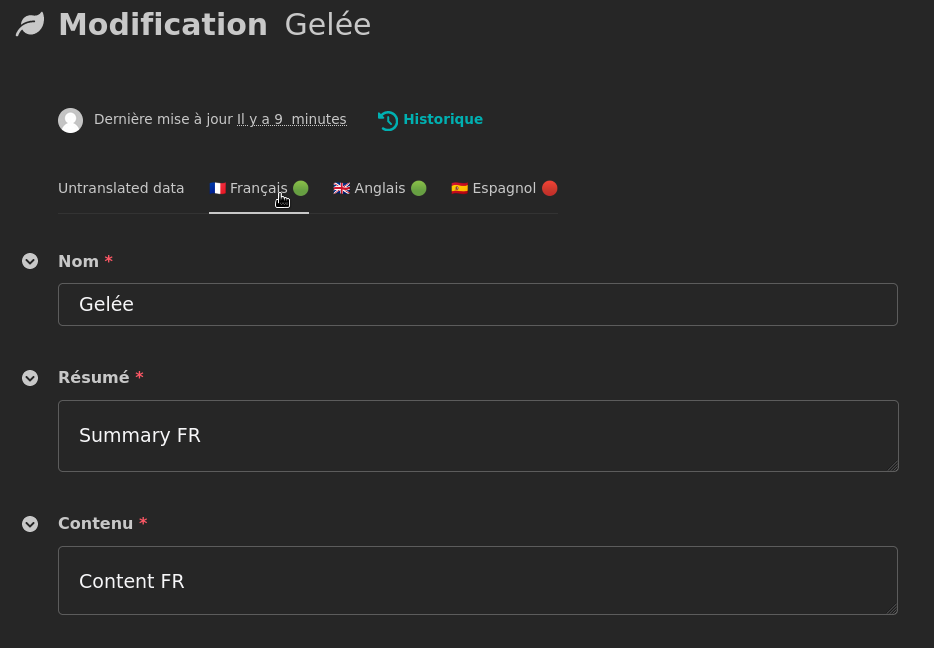 Modification Gelée
Dernière mise à jour Il y a 9 minutes Historique
Untranslated data 🇫🇷 Français 🟢 🇬🇧 Anglais 🟢 🇪🇸 Espagnol 🔴
Nom *
Gelée
Résumé *
Summary FR
Contenu *
Content FR